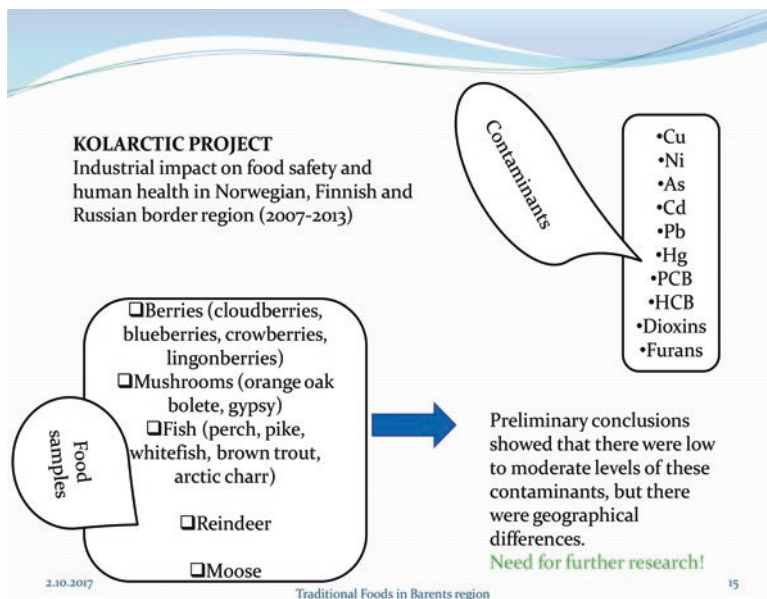 KOLARCTIC PROJECT
Industrial impact on food safety and
human health in Norwegian, Finnish and
Russian border region (2007-2013)
Contaminants
•Cu
•Ni
•As
•Cd
•Pb
•Hg
•PCB
•HCB
•Dioxins
•Furans
Food
samples
❑Berries (cloudberries,
blueberries, crowberries,
lingonberries)
❑Mushrooms (orange oak
bolete, gypsy)
❑Fish (perch, pike,
whitefish, brown trout,
arctic charr)
❑Reindeer
❑Moose
Preliminary conclusions
showed that there were low
to moderate levels of these
contaminants, but there
were geographical
differences.
Need for further research!
2.10.2017
Traditional Foods in Barents region
15